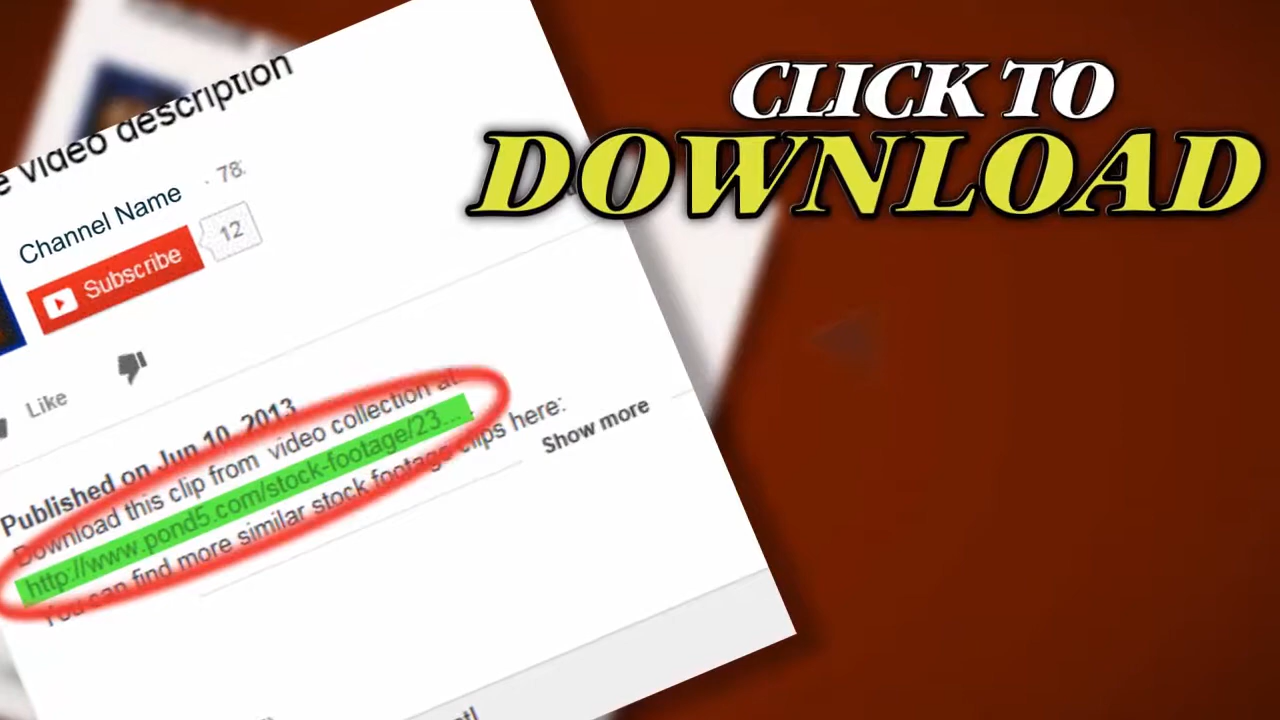 CLICK TO
DOWNLOAD
video description
Channel Name
Subscribe
12
Like
Published on Jun 10, 2013
Download this clip from video collection at
http://www.pond5.com/stock-footage/23...
You can find more similar stock footage clips here:
Show more